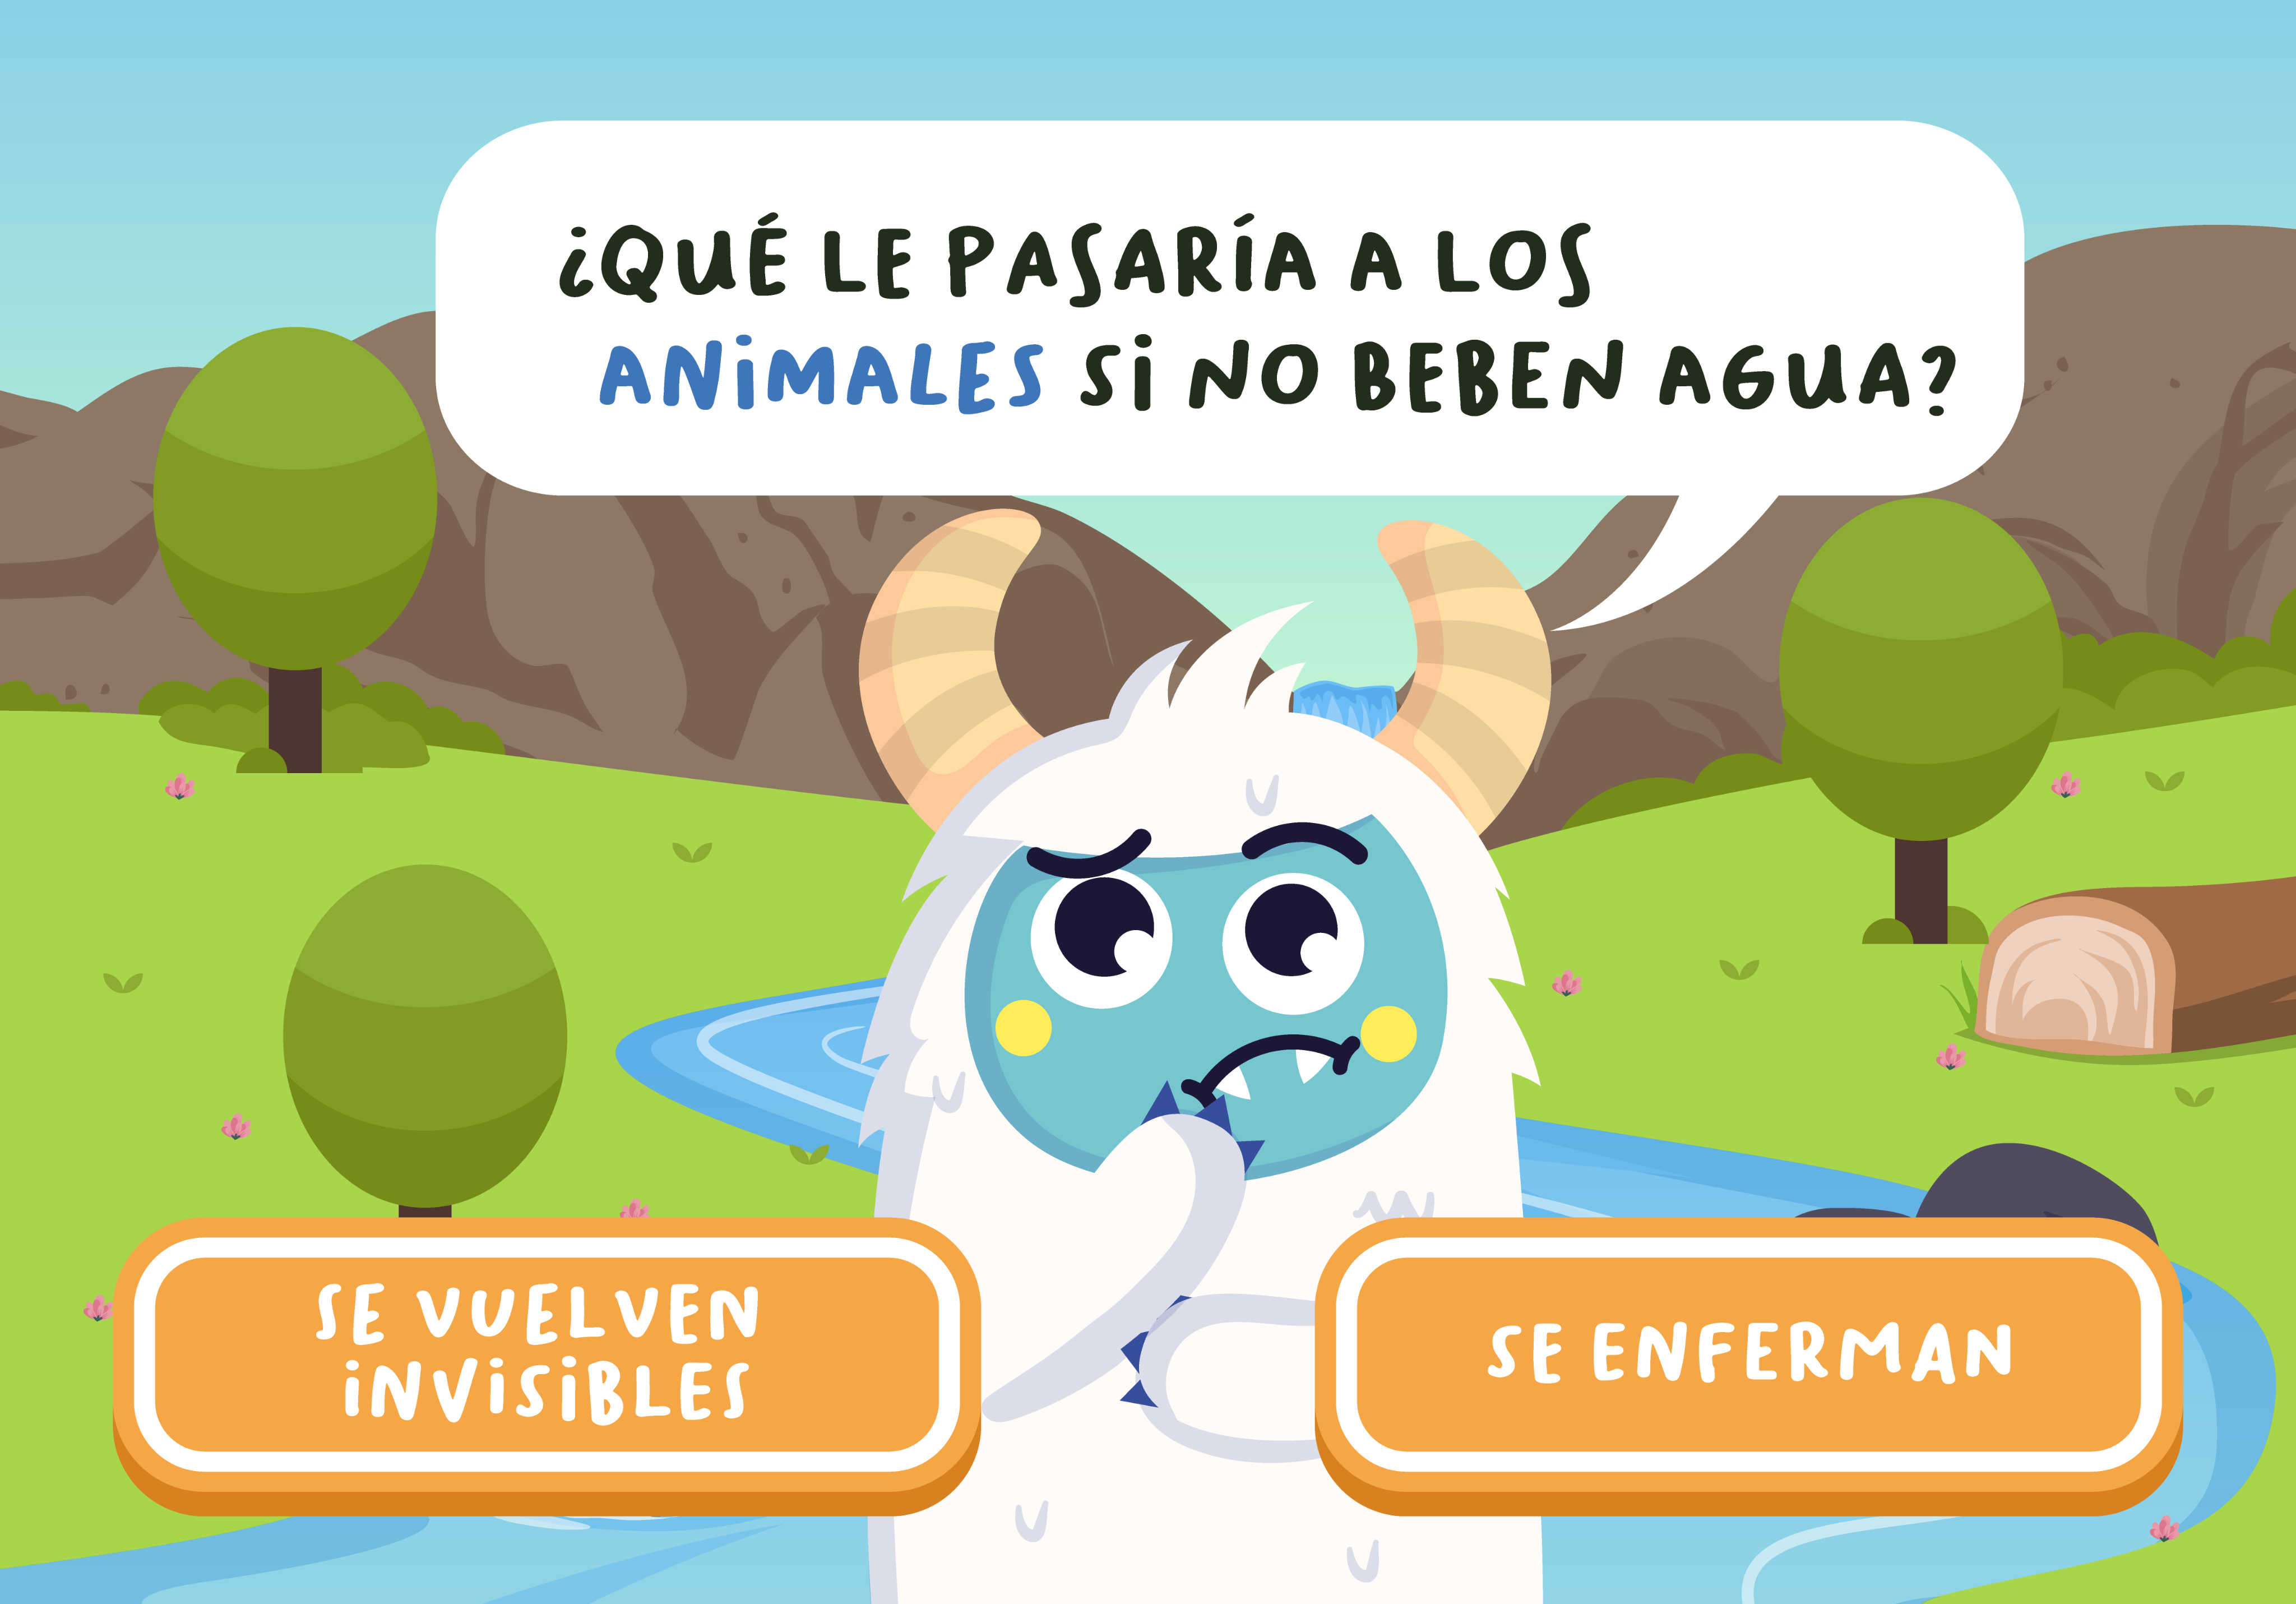 ¿QUÉ LE PASARÍA A LOS
ANIMALES SI NO BEBEN AGUA?
SE VUELVEN
INVISIBLES
SE ENFERMAN